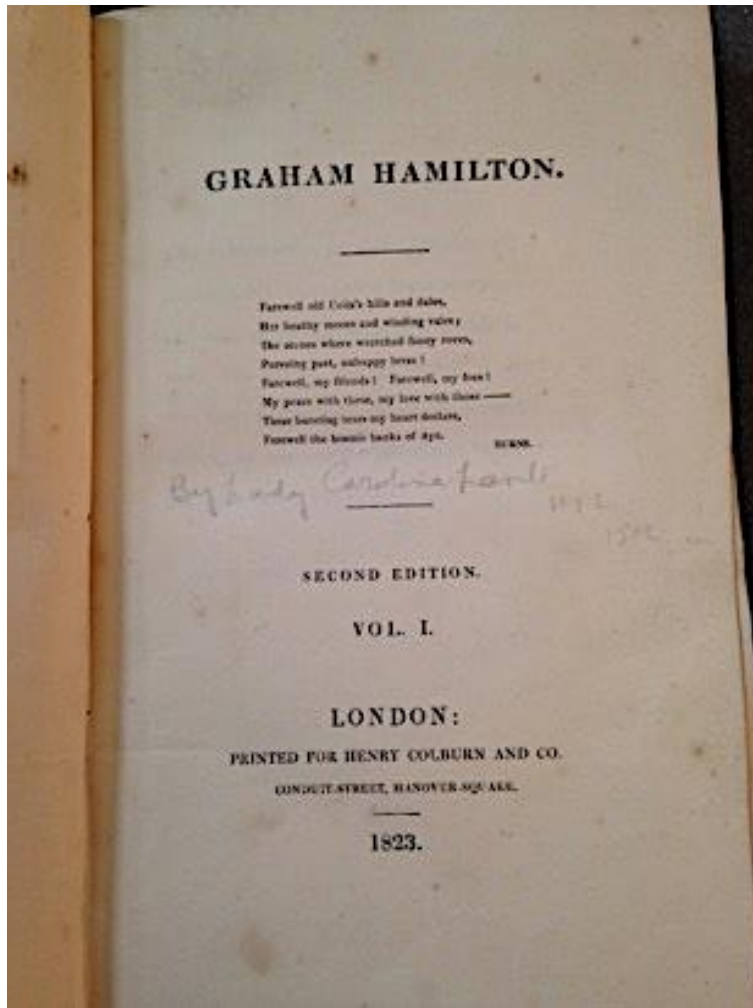 GRAHAM HAMILTON.
Farewell old Coila's hills and dales,
Her heathy moors and winding vales;
The scenes where wretched fancy roves,
Pursuing past, unhappy loves!
Farewell, my friends! Farewell, my foes!
My peace with these, my love with those——
These bursting tears my heart declare,
Farewell the bonnie banks of Ayr.
BURNS.
By Lady Caroline Lamb
SECOND EDITION.
VOL. I.
LONDON:
PRINTED FOR HENRY COLBURN AND CO.
CONDUIT-STREET, HANOVER-SQUARE.
1823.